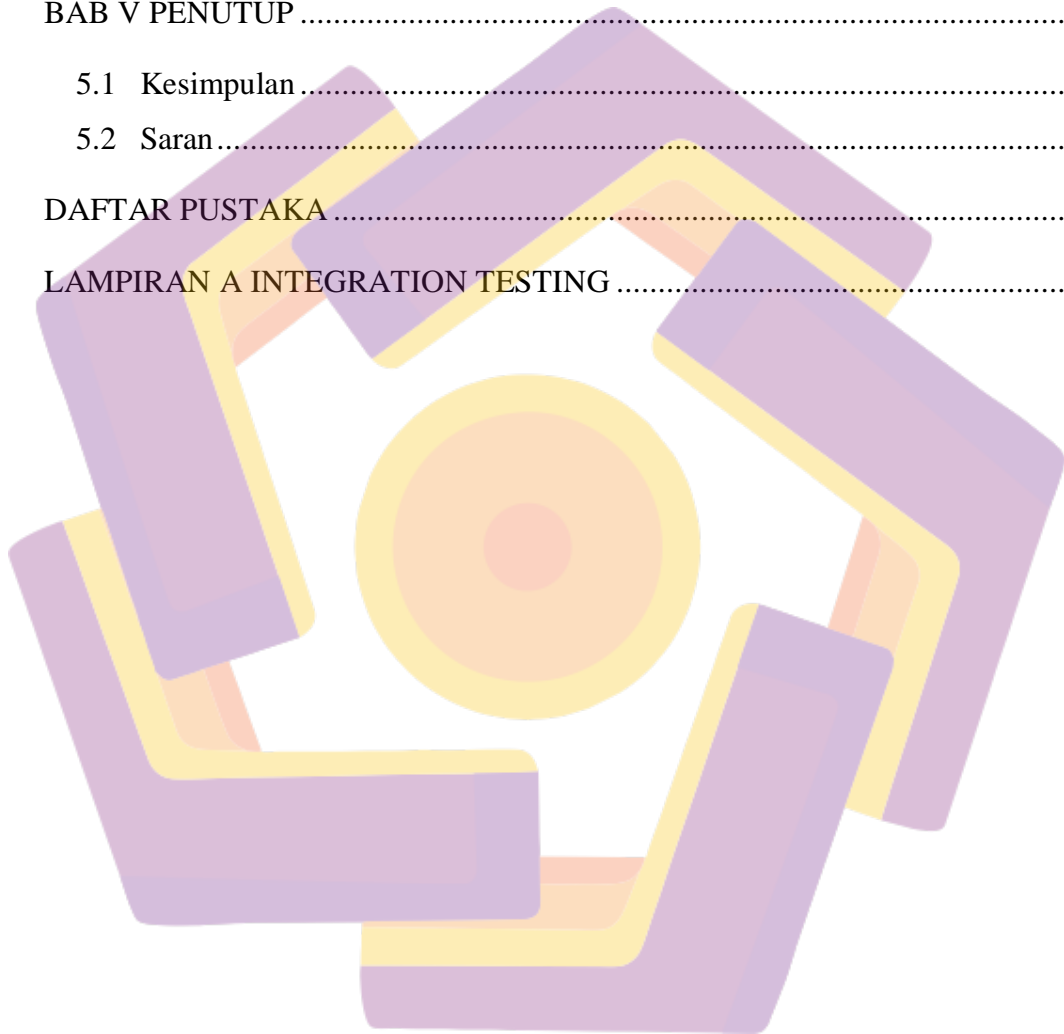 BAB V PENUTUP ..........................................................................................
5.1 Kesimpulan ..........................................................................................
5.2 Saran ..........................................................................................
DAFTAR PUSTAKA ..........................................................................................
LAMPIRAN A INTEGRATION TESTING ..................................................